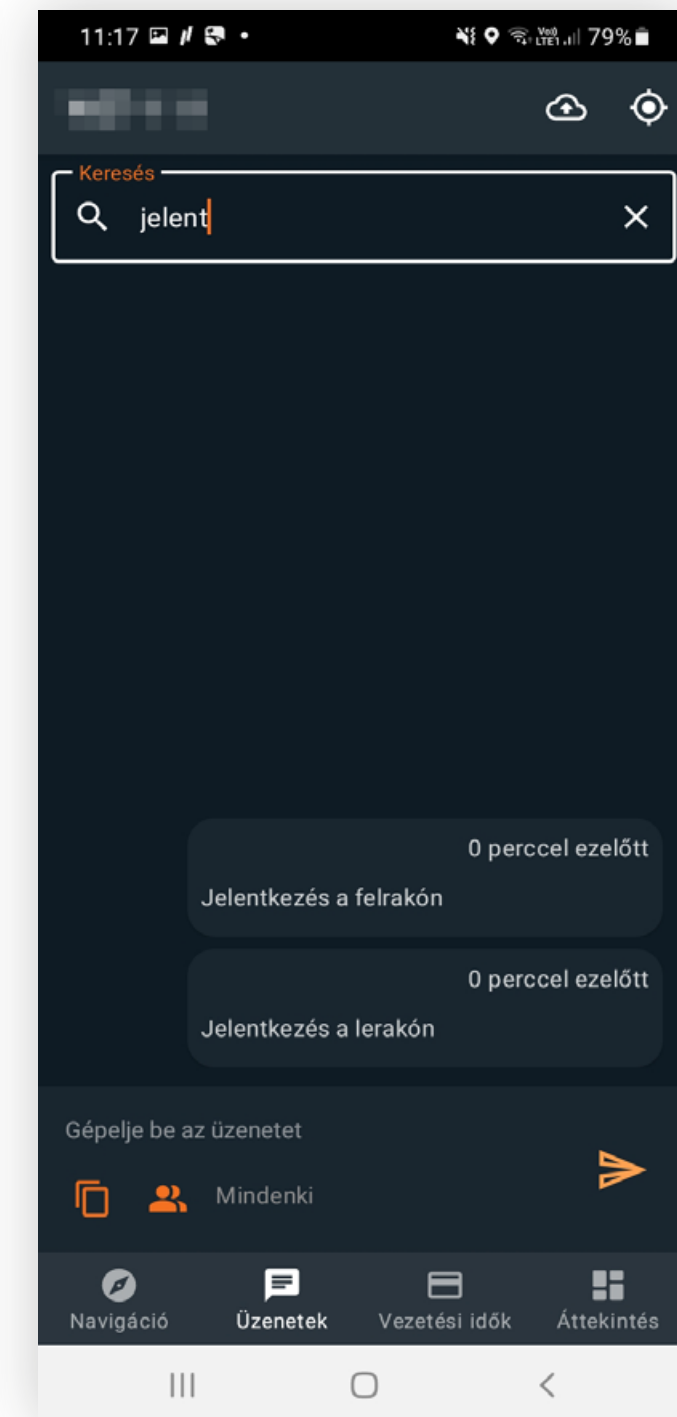 11:17 79%
Keresés
jelent
0 perccel ezelőtt
Jelentkezés a felrakón
0 perccel ezelőtt
Jelentkezés a lerakón
Gépelje be az üzenetet
Mindenki
Navigáció Üzenetek Vezetési idők Áttekintés